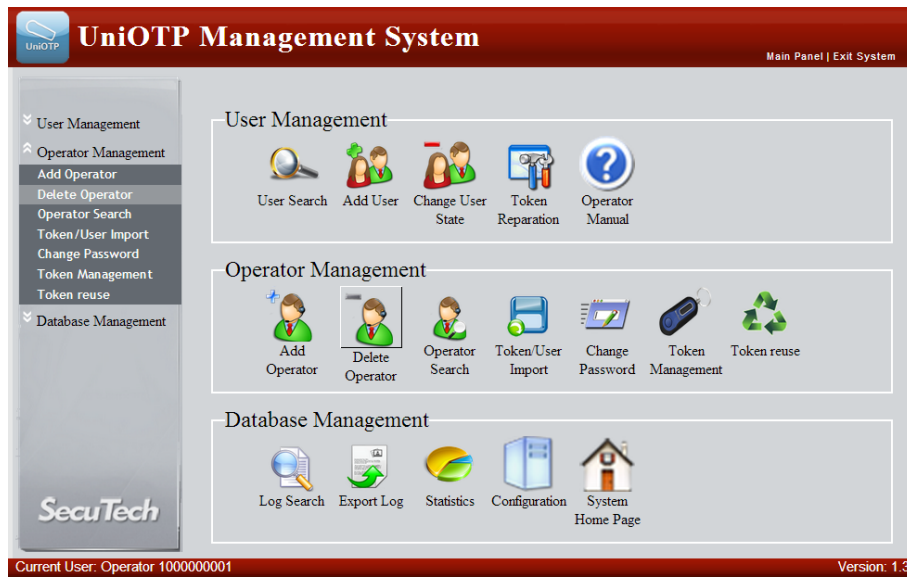 UniOTP
UniOTP Management System
Main Panel | Exit System
User Management
Operator Management
Add Operator
Delete Operator
Operator Search
Token/User Import
Change Password
Token Management
Token reuse
Database Management
SecuTech
User Management
User Search
Add User
Change User
State
Token
Reparation
Operator
Manual
Operator Management
Add
Operator
Delete
Operator
Operator
Search
Token/User
Import
Change
Password
Token
Management
Token reuse
Database Management
Log Search
Export Log
Statistics
Configuration
System
Home Page
Current User: Operator 1000000001
Version: 1.3